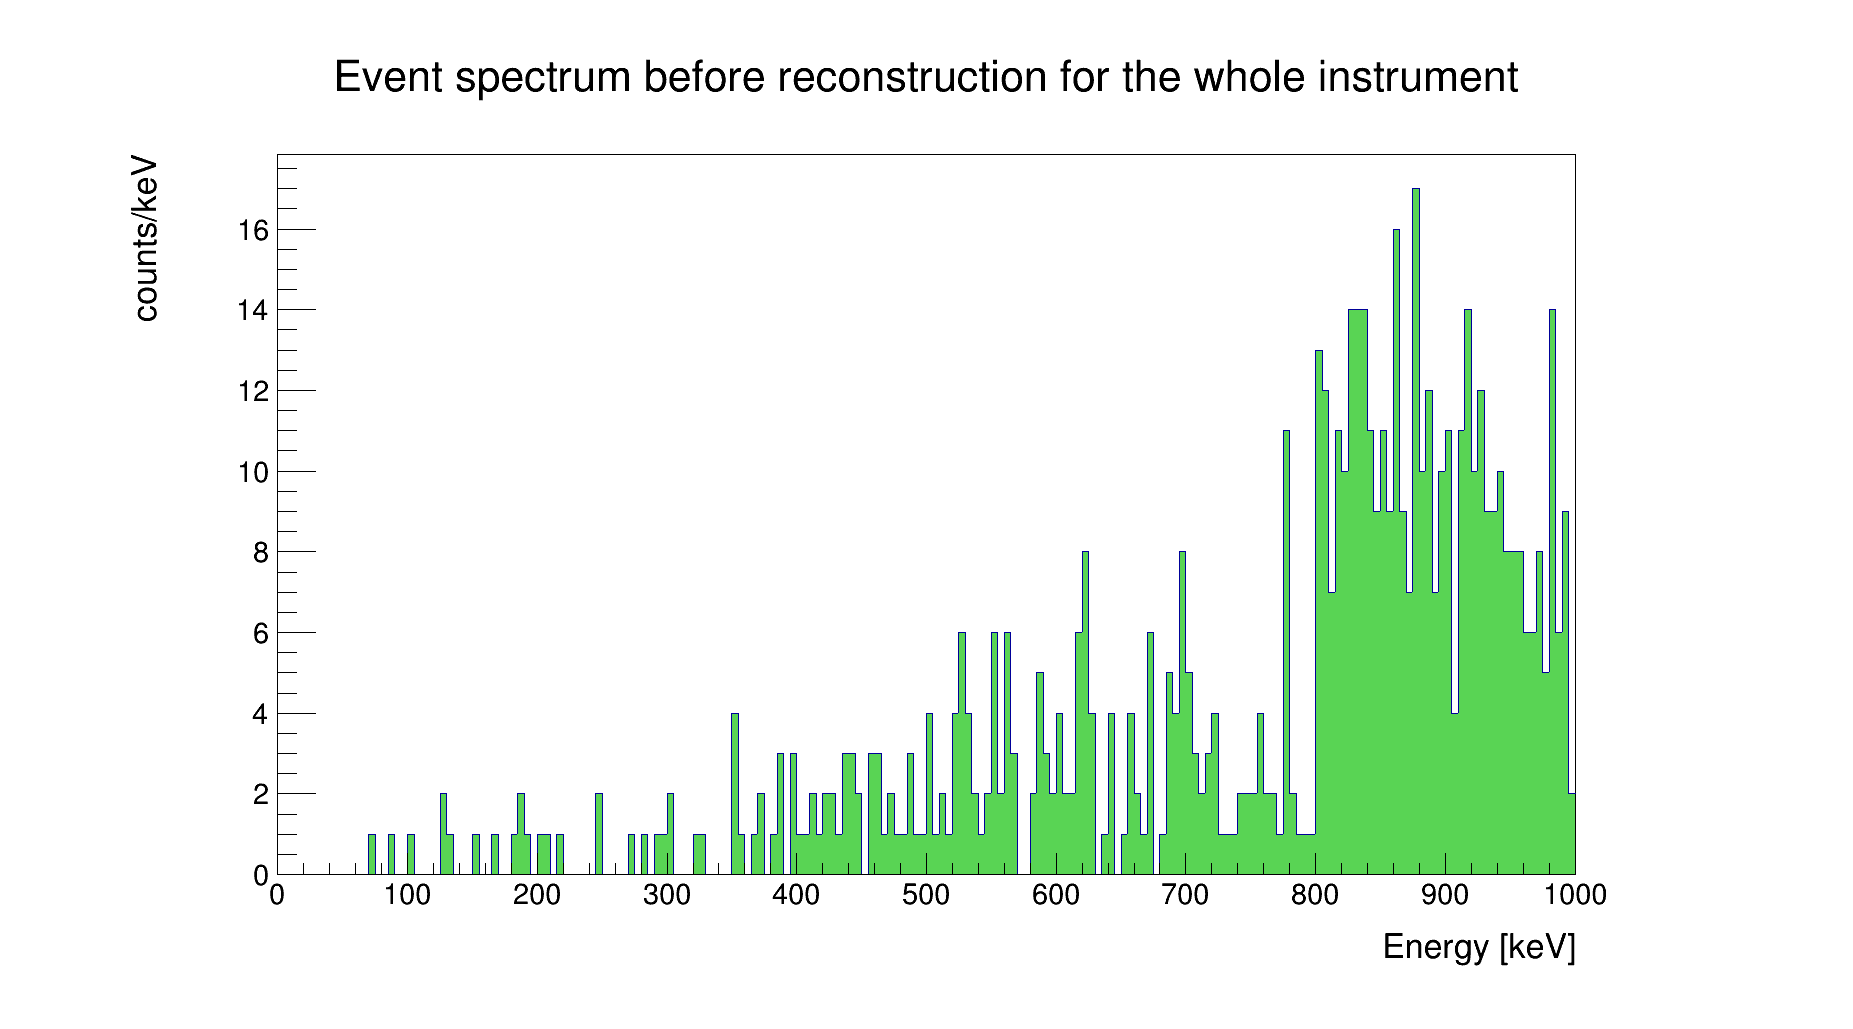 Event spectrum before reconstruction for the whole instrument
counts/keV
16
14
12
10
8
6
4
2
0
0 100 200 300 400 500 600 700 800 900 1000
Energy [keV]